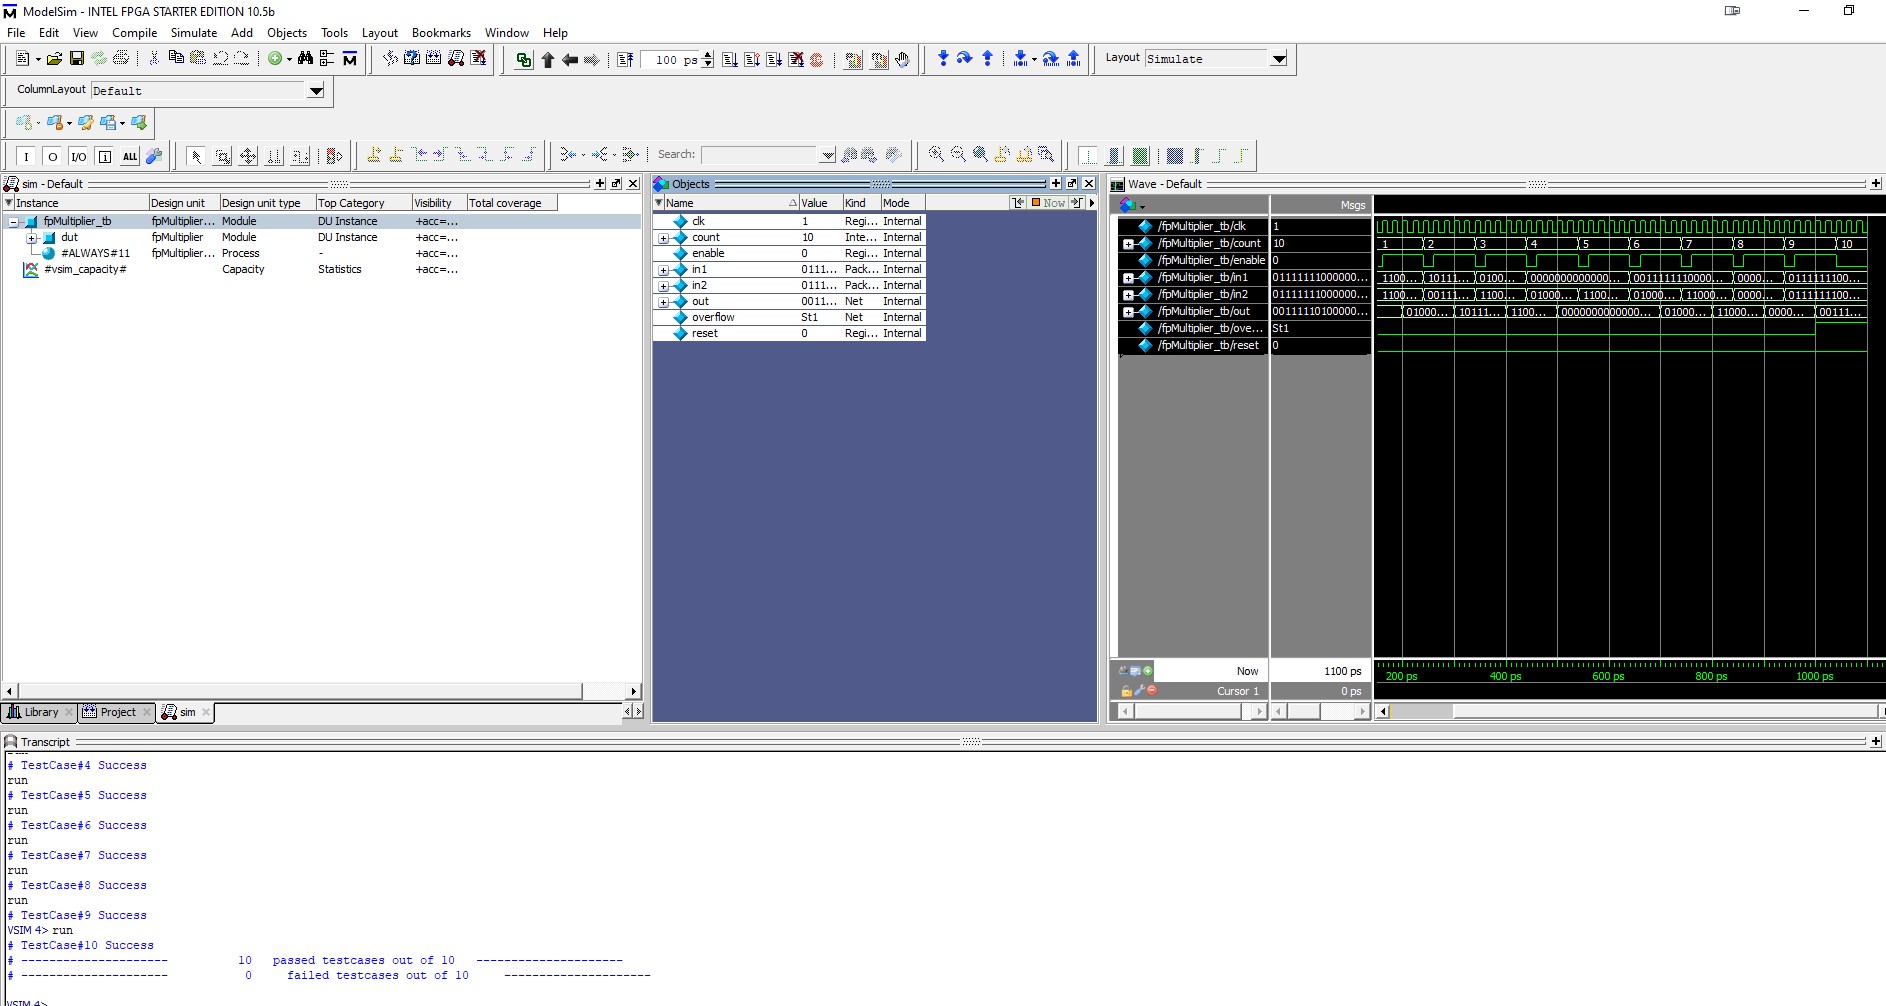 ModelSim - INTEL FPGA STARTER EDITION 10.5b
File Edit View Compile Simulate Add Objects Tools Layout Bookmarks Window Help
100 ps
Layout Simulate
ColumnLayout Default
I O I/O i ALL
Search:
sim - Default
Instance Design unit Design unit type Top Category Visibility Total coverage
fpMultiplier_tb fpMultiplier... Module DU Instance +acc=...
dut fpMultiplier Module DU Instance +acc=...
#ALWAYS#11 fpMultiplier... Process - +acc=...
#vsim_capacity# Capacity Statistics +acc=...
Library Project sim
Objects
Name Value Kind Mode Now
clk 1 Regi... Internal
count 10 Inte... Internal
enable 0 Regi... Internal
in1 0111... Pack... Internal
in2 0111... Pack... Internal
out 0011... Net Internal
overflow St1 Net Internal
reset 0 Regi... Internal
Wave - Default
Msgs
/fpMultiplier_tb/clk 1
/fpMultiplier_tb/count 10 1 2 3 4 5 6 7 8 9 10
/fpMultiplier_tb/enable 0
/fpMultiplier_tb/in1 01111111000000... 1100... 10111... 0100... 0000000000000... 0011111110000... 0000... 0111111100...
/fpMultiplier_tb/in2 01111111000000... 1100... 00111... 1100... 01000... 1100... 01000... 11000... 0000... 0111111100...
/fpMultiplier_tb/out 00111110100000... 01000... 10111... 1100... 0000000000000... 01000... 11000... 0000... 00111...
/fpMultiplier_tb/ove... St1
/fpMultiplier_tb/reset 0
Now 1100 ps 200 ps 400 ps 600 ps 800 ps 1000 ps
Cursor 1 0 ps
Transcript
# TestCase#4 Success
run
# TestCase#5 Success
run
# TestCase#6 Success
run
# TestCase#7 Success
run
# TestCase#8 Success
run
# TestCase#9 Success
VSIM 4> run
# TestCase#10 Success
# --------------------- 10 passed testcases out of 10 ---------------------
# --------------------- 0 failed testcases out of 10 ---------------------
VSIM 4>